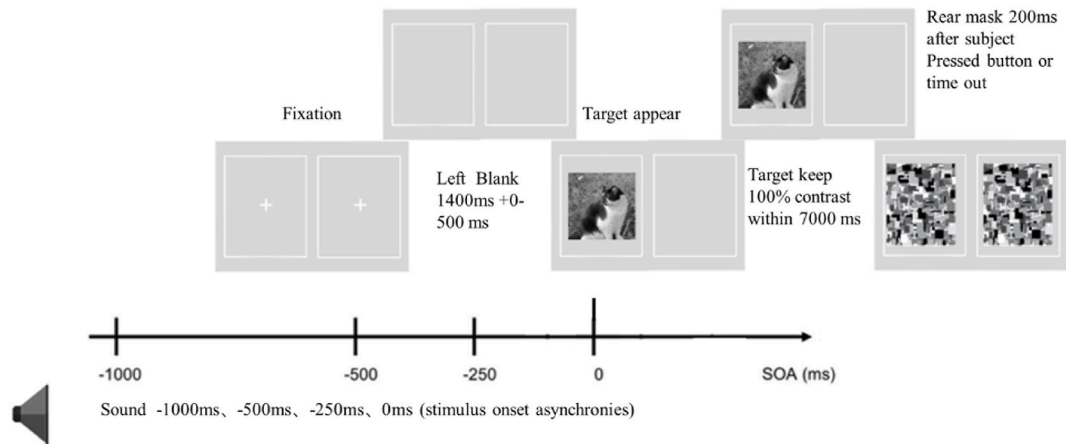 Rear mask 200ms
after subject
Pressed button or
time out
Fixation
Target appear
Left Blank
1400ms +0-
500 ms
Target keep
100% contrast
within 7000 ms
-1000
-500
-250
0
SOA (ms)
Sound -1000ms、-500ms、-250ms、0ms (stimulus onset asynchronies)